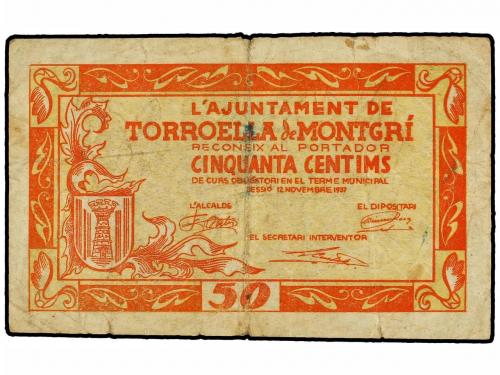 L'AJUNTAMENT DE
TORROELLA de MONTGRÍ
RECONEIX AL PORTADOR
CINQUANTA CENTIMS
DE CURS OBLIGATORI EN EL TERME MUNICIPAL
SESSIÓ 12 NOVEMBRE 1937
L'ALCALDE
EL DIPOSITARI
EL SECRETARI INTERVENTOR
50